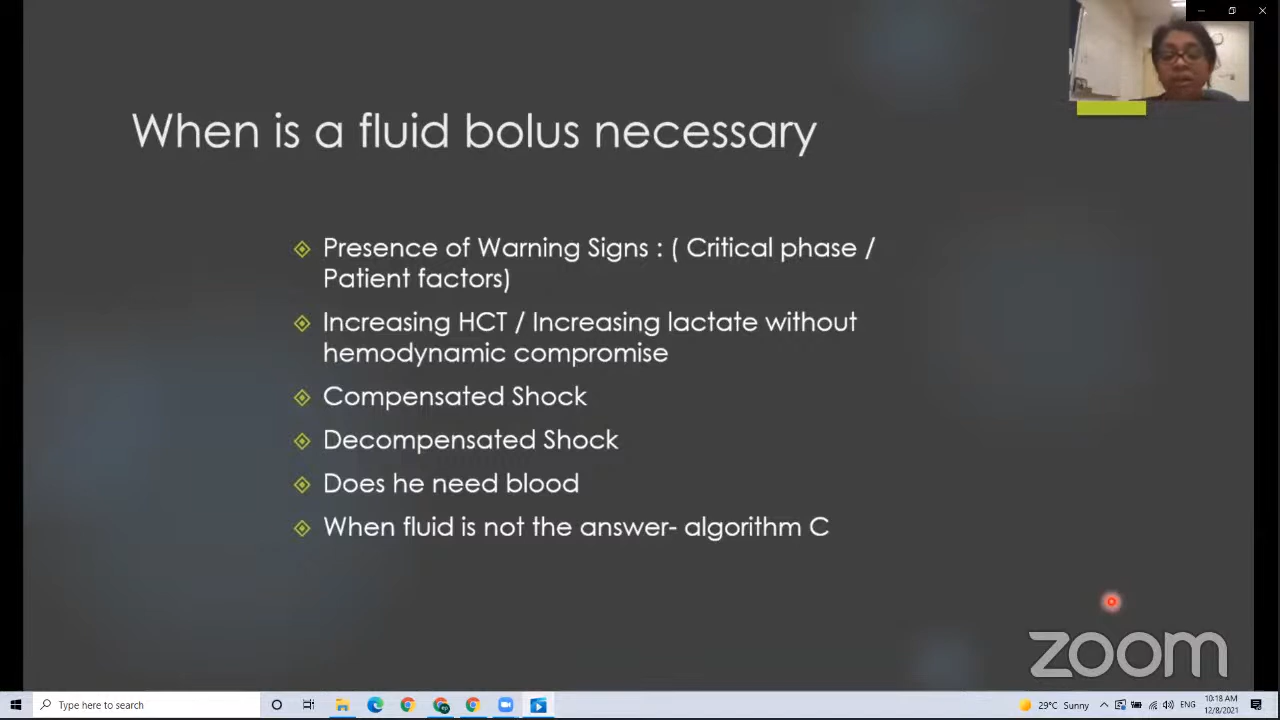 When is a fluid bolus necessary
Presence of Warning Signs : ( Critical phase /
Patient factors)
Increasing HCT / Increasing lactate without
hemodynamic compromise
Compensated Shock
Decompensated Shock
Does he need blood
When fluid is not the answer- algorithm C
zoom
Type here to search
29°C Sunny
ENG
10:18 AM
12/8/2021